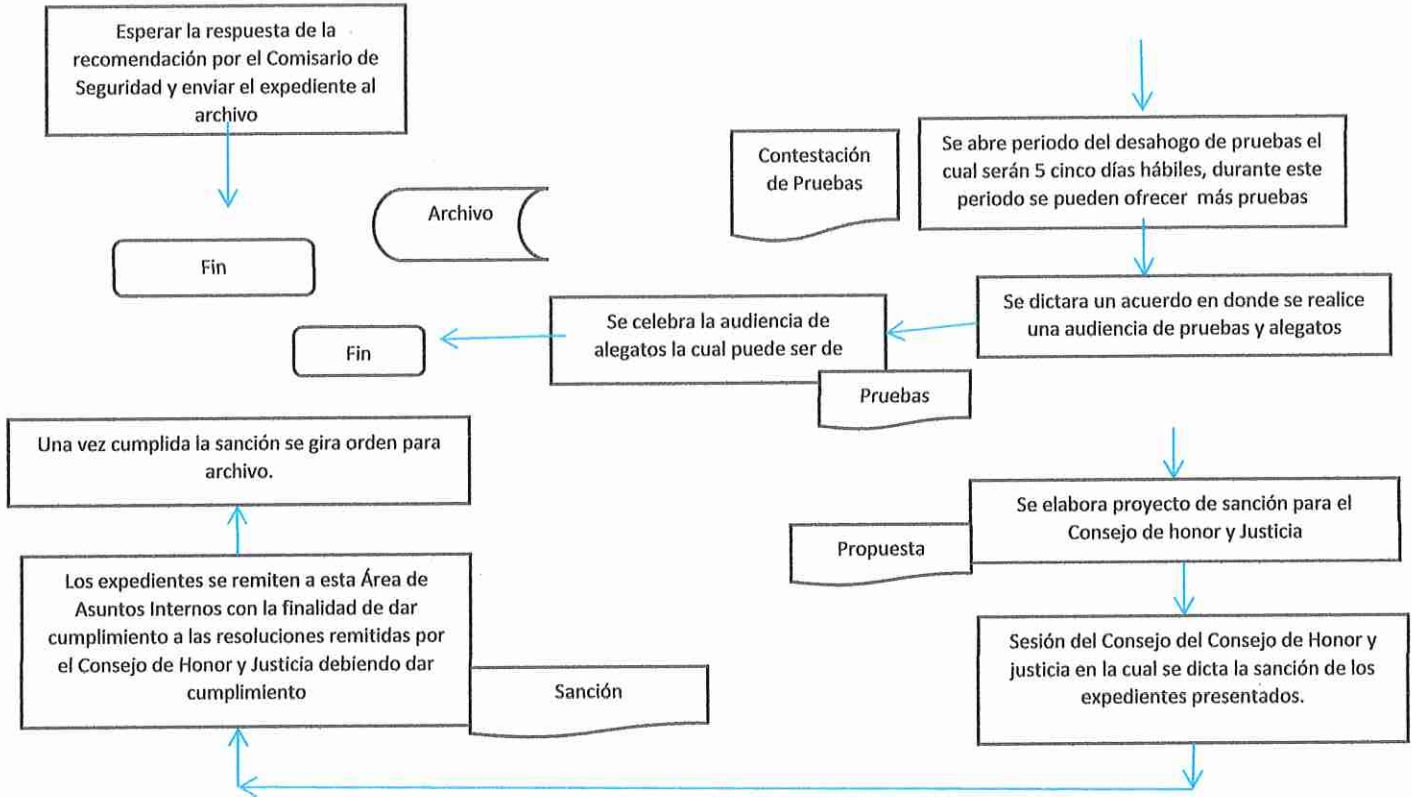 Esperar la respuesta de la
recomendación por el Comisario de
Seguridad y enviar el expediente al
archivo
Contestación
de Pruebas
Se abre periodo del desahogo de pruebas el
cual serán 5 cinco días hábiles, durante este
periodo se pueden ofrecer más pruebas
Archivo
Fin
Se dictara un acuerdo en donde se realice
una audiencia de pruebas y alegatos
Se celebra la audiencia de
alegatos la cual puede ser de
Fin
Pruebas
Una vez cumplida la sanción se gira orden para
archivo.
Se elabora proyecto de sanción para el
Consejo de honor y Justicia
Propuesta
Los expedientes se remiten a esta Área de
Asuntos Internos con la finalidad de dar
cumplimiento a las resoluciones remitidas por
el Consejo de Honor y Justicia debiendo dar
cumplimiento
Sanción
Sesión del Consejo del Consejo de Honor y
justicia en la cual se dicta la sanción de los
expedientes presentados.